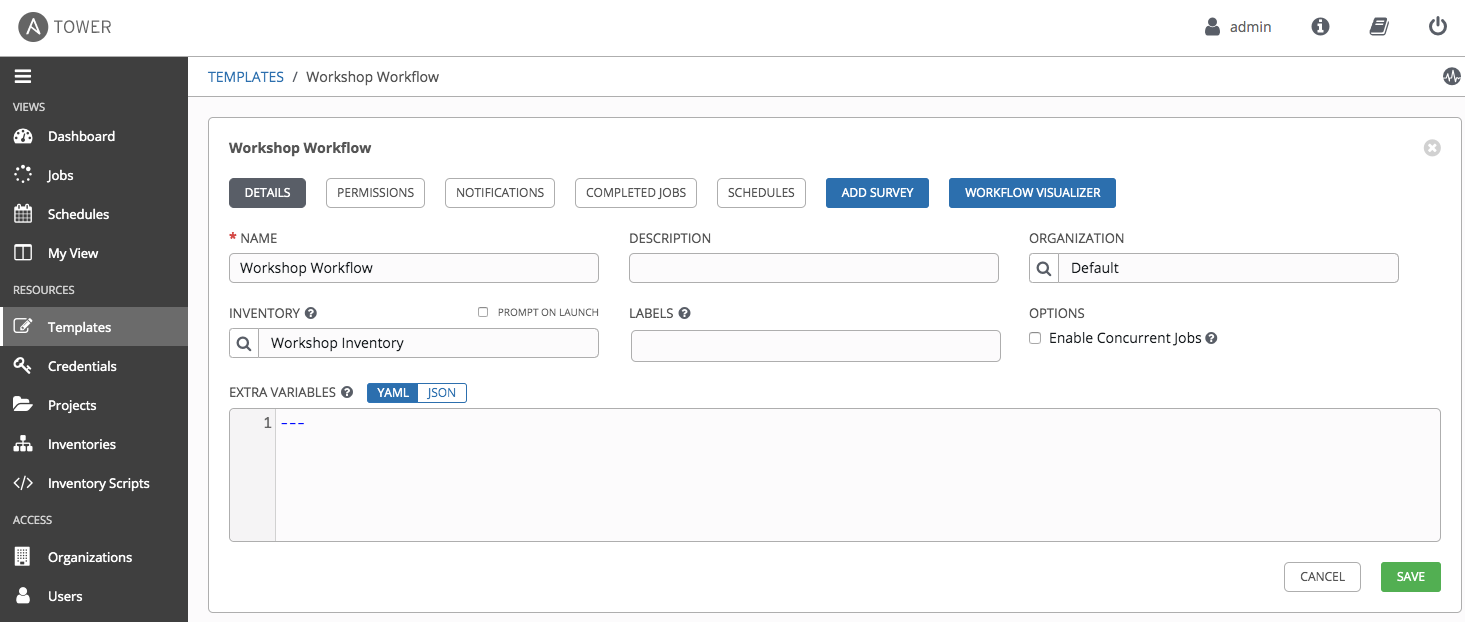 A TOWER
admin
TEMPLATES / Workshop Workflow
VIEWS
Dashboard
Jobs
Schedules
My View
RESOURCES
Templates
Credentials
Projects
Inventories
Inventory Scripts
ACCESS
Organizations
Users
Workshop Workflow
DETAILS PERMISSIONS NOTIFICATIONS COMPLETED JOBS SCHEDULES ADD SURVEY WORKFLOW VISUALIZER
* NAME DESCRIPTION ORGANIZATION
Workshop Workflow Default
INVENTORY ? PROMPT ON LAUNCH LABELS ? OPTIONS
Workshop Inventory Enable Concurrent Jobs ?
EXTRA VARIABLES ? YAML JSON
1 ---
CANCEL SAVE